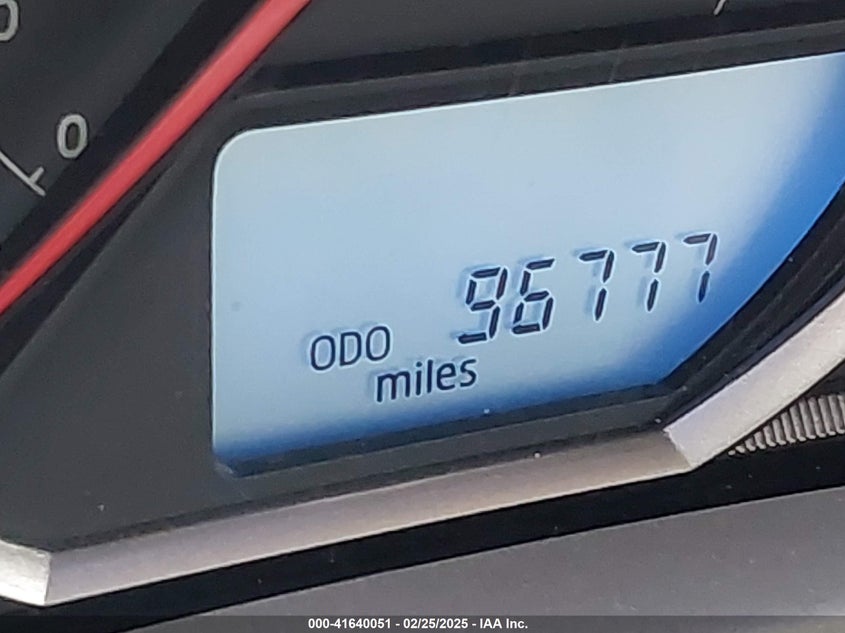 0
ODO 96777
miles
000-41640051 - 02/25/2025 - IAA Inc.